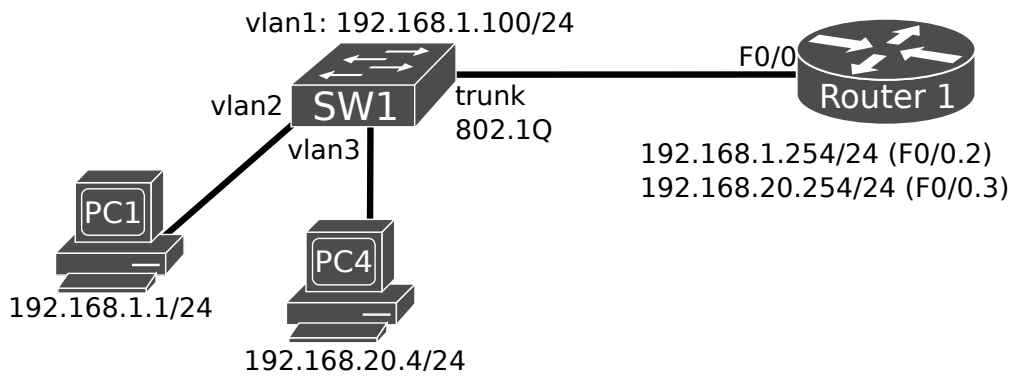 vlan1: 192.168.1.100/24
F0/0
SW1
Router 1
vlan2
trunk
802.1Q
vlan3
192.168.1.254/24 (F0/0.2)
192.168.20.254/24 (F0/0.3)
PC1
PC4
192.168.1.1/24
192.168.20.4/24